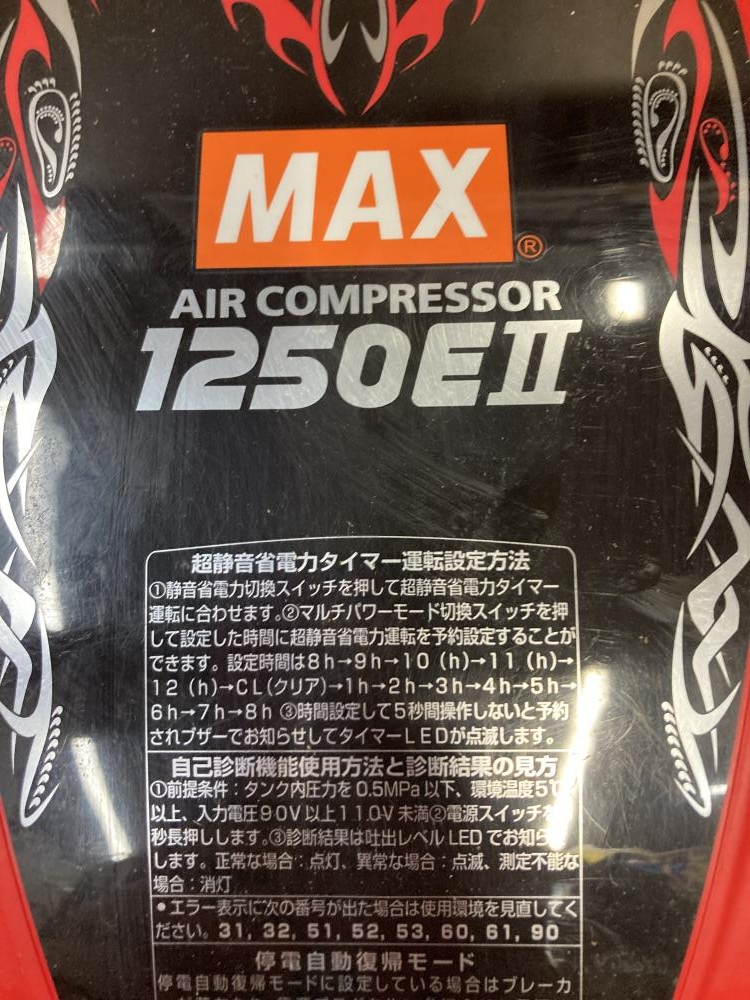 MAX®
AIR COMPRESSOR
1250EII
超静音省電力タイマー運転設定方法
①静音省電力切換スイッチを押して超静音省電力タイマー
運転に合わせます。②マルチパワーモード切換スイッチを押
して設定した時間に超静音省電力運転を予約設定することが
できます。設定時間は8h→9h→10(h)→11(h)→
12(h)→CL(クリア)→1h→2h→3h→4h→5h→
6h→7h→8h ③時間設定して5秒間操作しないと予約
されブザーでお知らせしてタイマーLEDが点滅します。
自己診断機能使用方法と診断結果の見方
①前提条件：タンク内圧力を0.5MPa以下、環境温度5℃
以上、入力電圧90V以上110V未満②電源スイッチを
秒長押しします。③診断結果は吐出レベルLEDでお知ら
します。正常な場合：点灯、異常な場合：点滅、測定不能な
場合：消灯
•エラー表示に次の番号が出た場合は使用環境を見直してく
ださい。31, 32, 51, 52, 53, 60, 61, 90
停電自動復帰モード
停電自動復帰モードに設定している場合はブレーカ